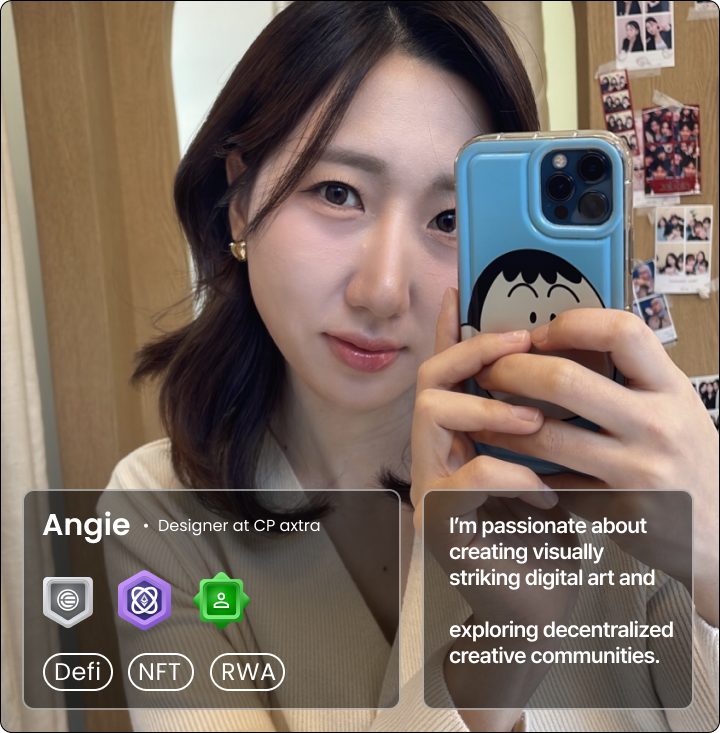 Angie • Designer at CP axtra
Defi NFT RWA
I’m passionate about
creating visually
striking digital art and
exploring decentralized
creative communities.